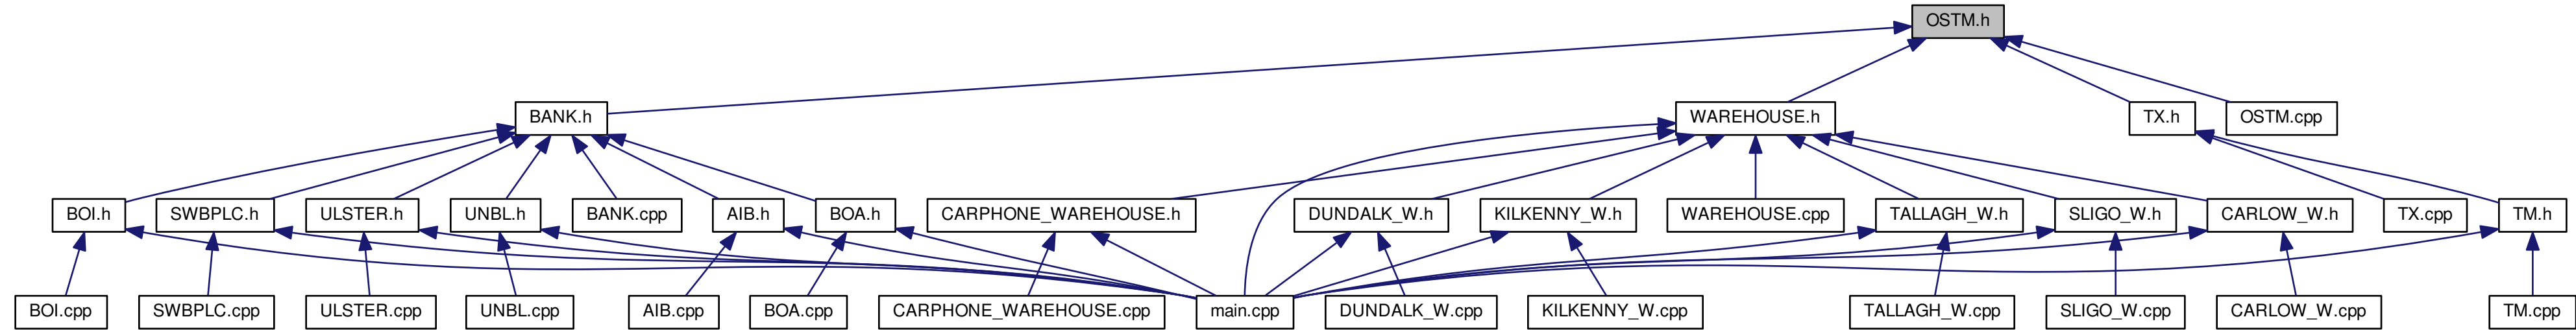 OSTM.h
BANK.h
WAREHOUSE.h
TX.h
OSTM.cpp
BOI.h
SWBPLC.h
ULSTER.h
UNBL.h
BANK.cpp
AIB.h
BOA.h
CARPHONE_WAREHOUSE.h
DUNDALK_W.h
KILKENNY_W.h
WAREHOUSE.cpp
TALLAGH_W.h
SLIGO_W.h
CARLOW_W.h
TX.cpp
TM.h
BOI.cpp
SWBPLC.cpp
ULSTER.cpp
UNBL.cpp
AIB.cpp
BOA.cpp
CARPHONE_WAREHOUSE.cpp
main.cpp
DUNDALK_W.cpp
KILKENNY_W.cpp
TALLAGH_W.cpp
SLIGO_W.cpp
CARLOW_W.cpp
TM.cpp